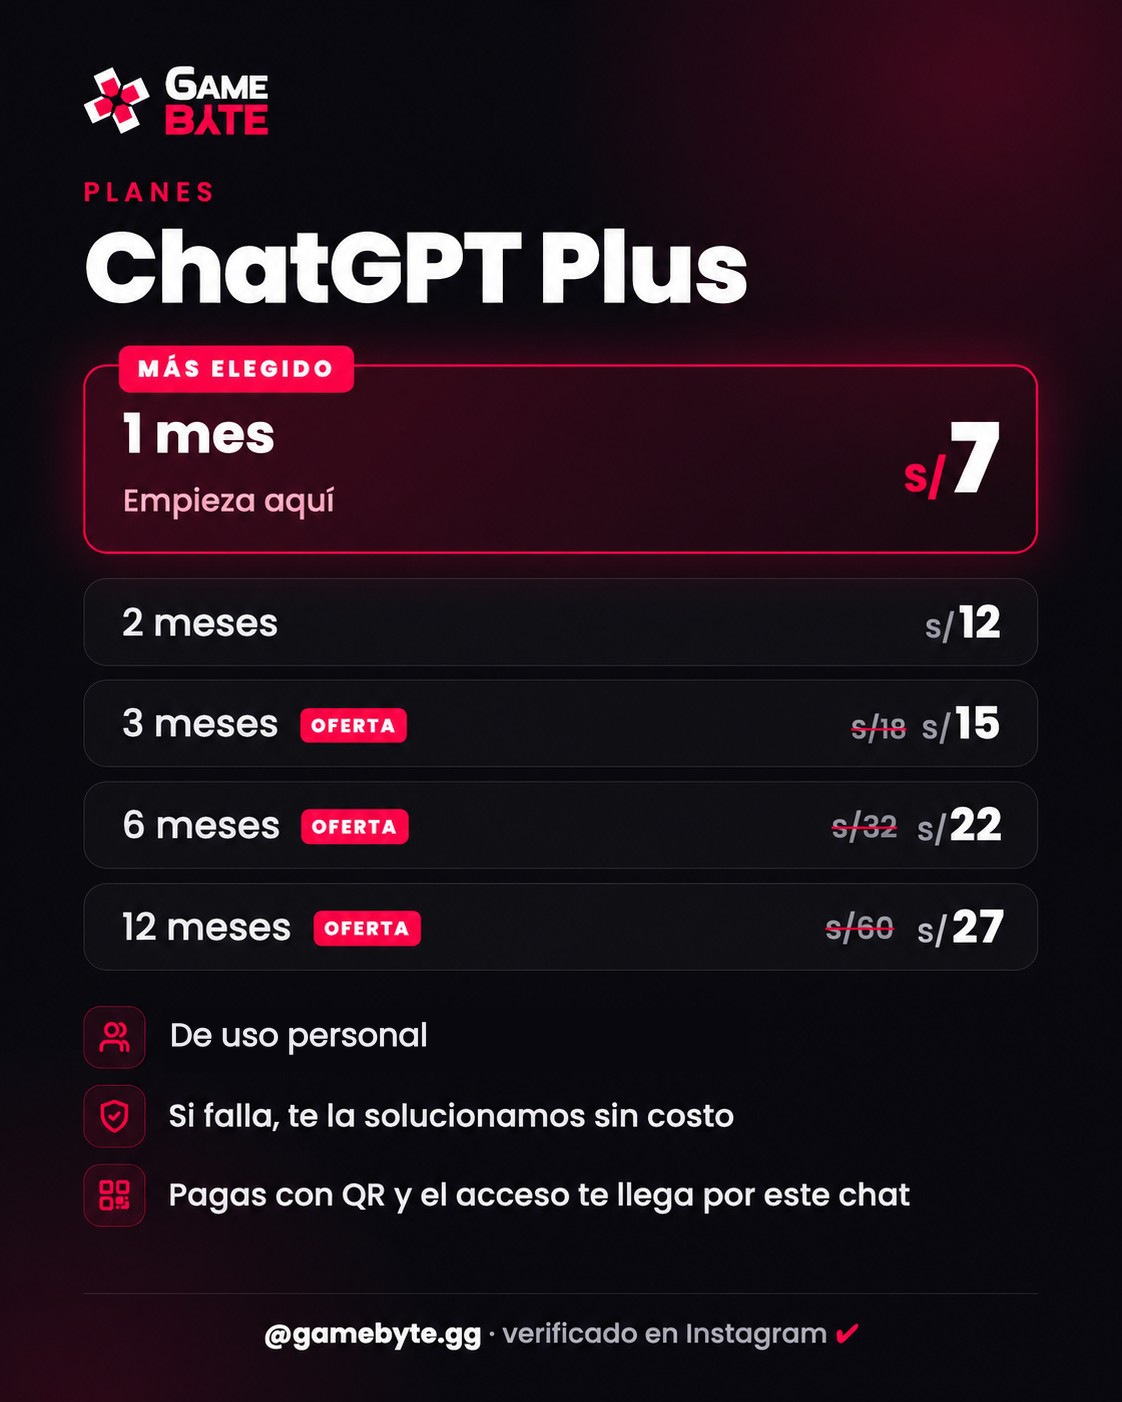 GAME
BYTE
PLANES
ChatGPT Plus
MÁS ELEGIDO
1 mes
Empieza aquí
s/7
2 meses s/12
3 meses OFERTA s/18 s/15
6 meses OFERTA s/32 s/22
12 meses OFERTA s/60 s/27
De uso personal
Si falla, te la solucionamos sin costo
Pagas con QR y el acceso te llega por este chat
@gamebyte.gg · verificado en Instagram ✔